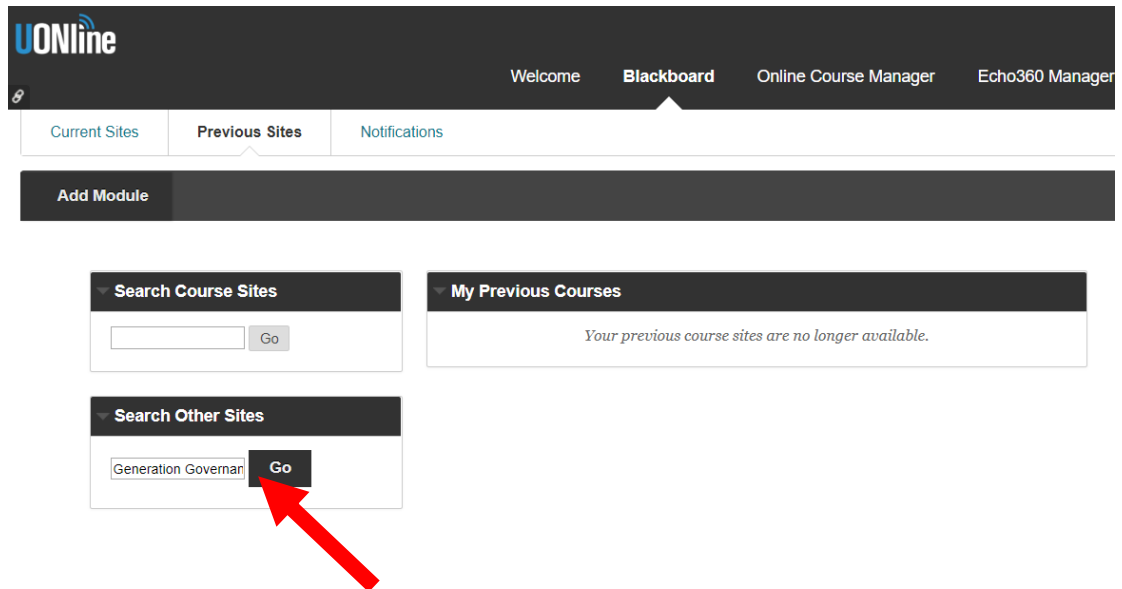 UONline
Welcome Blackboard Online Course Manager Echo360 Manager
Current Sites Previous Sites Notifications
Add Module
Search Course Sites
Go
My Previous Courses
Your previous course sites are no longer available.
Search Other Sites
Generation Governan Go